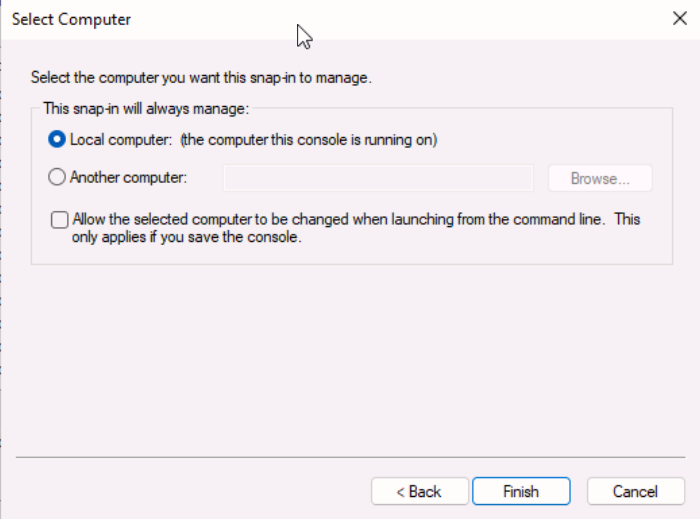 Select Computer
Select the computer you want this snap-in to manage.
This snap-in will always manage:
Local computer: (the computer this console is running on)
Another computer:
Browse...
Allow the selected computer to be changed when launching from the command line. This
only applies if you save the console.
< Back
Finish
Cancel